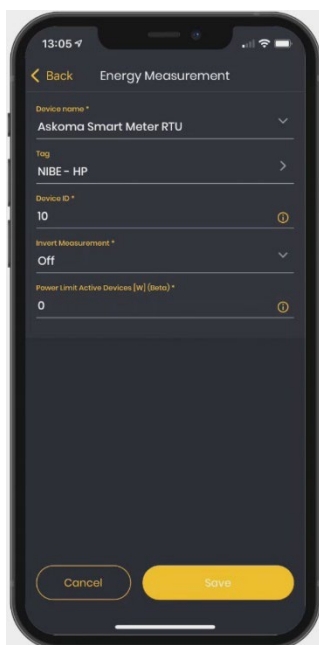 13:05
Back Energy Measurement
Device name *
Askoma Smart Meter RTU
Tag
NIBE - HP
Device ID *
10
Invert Measurement *
Off
Power Limit Active Devices [W] (Beta) *
0
Cancel Save